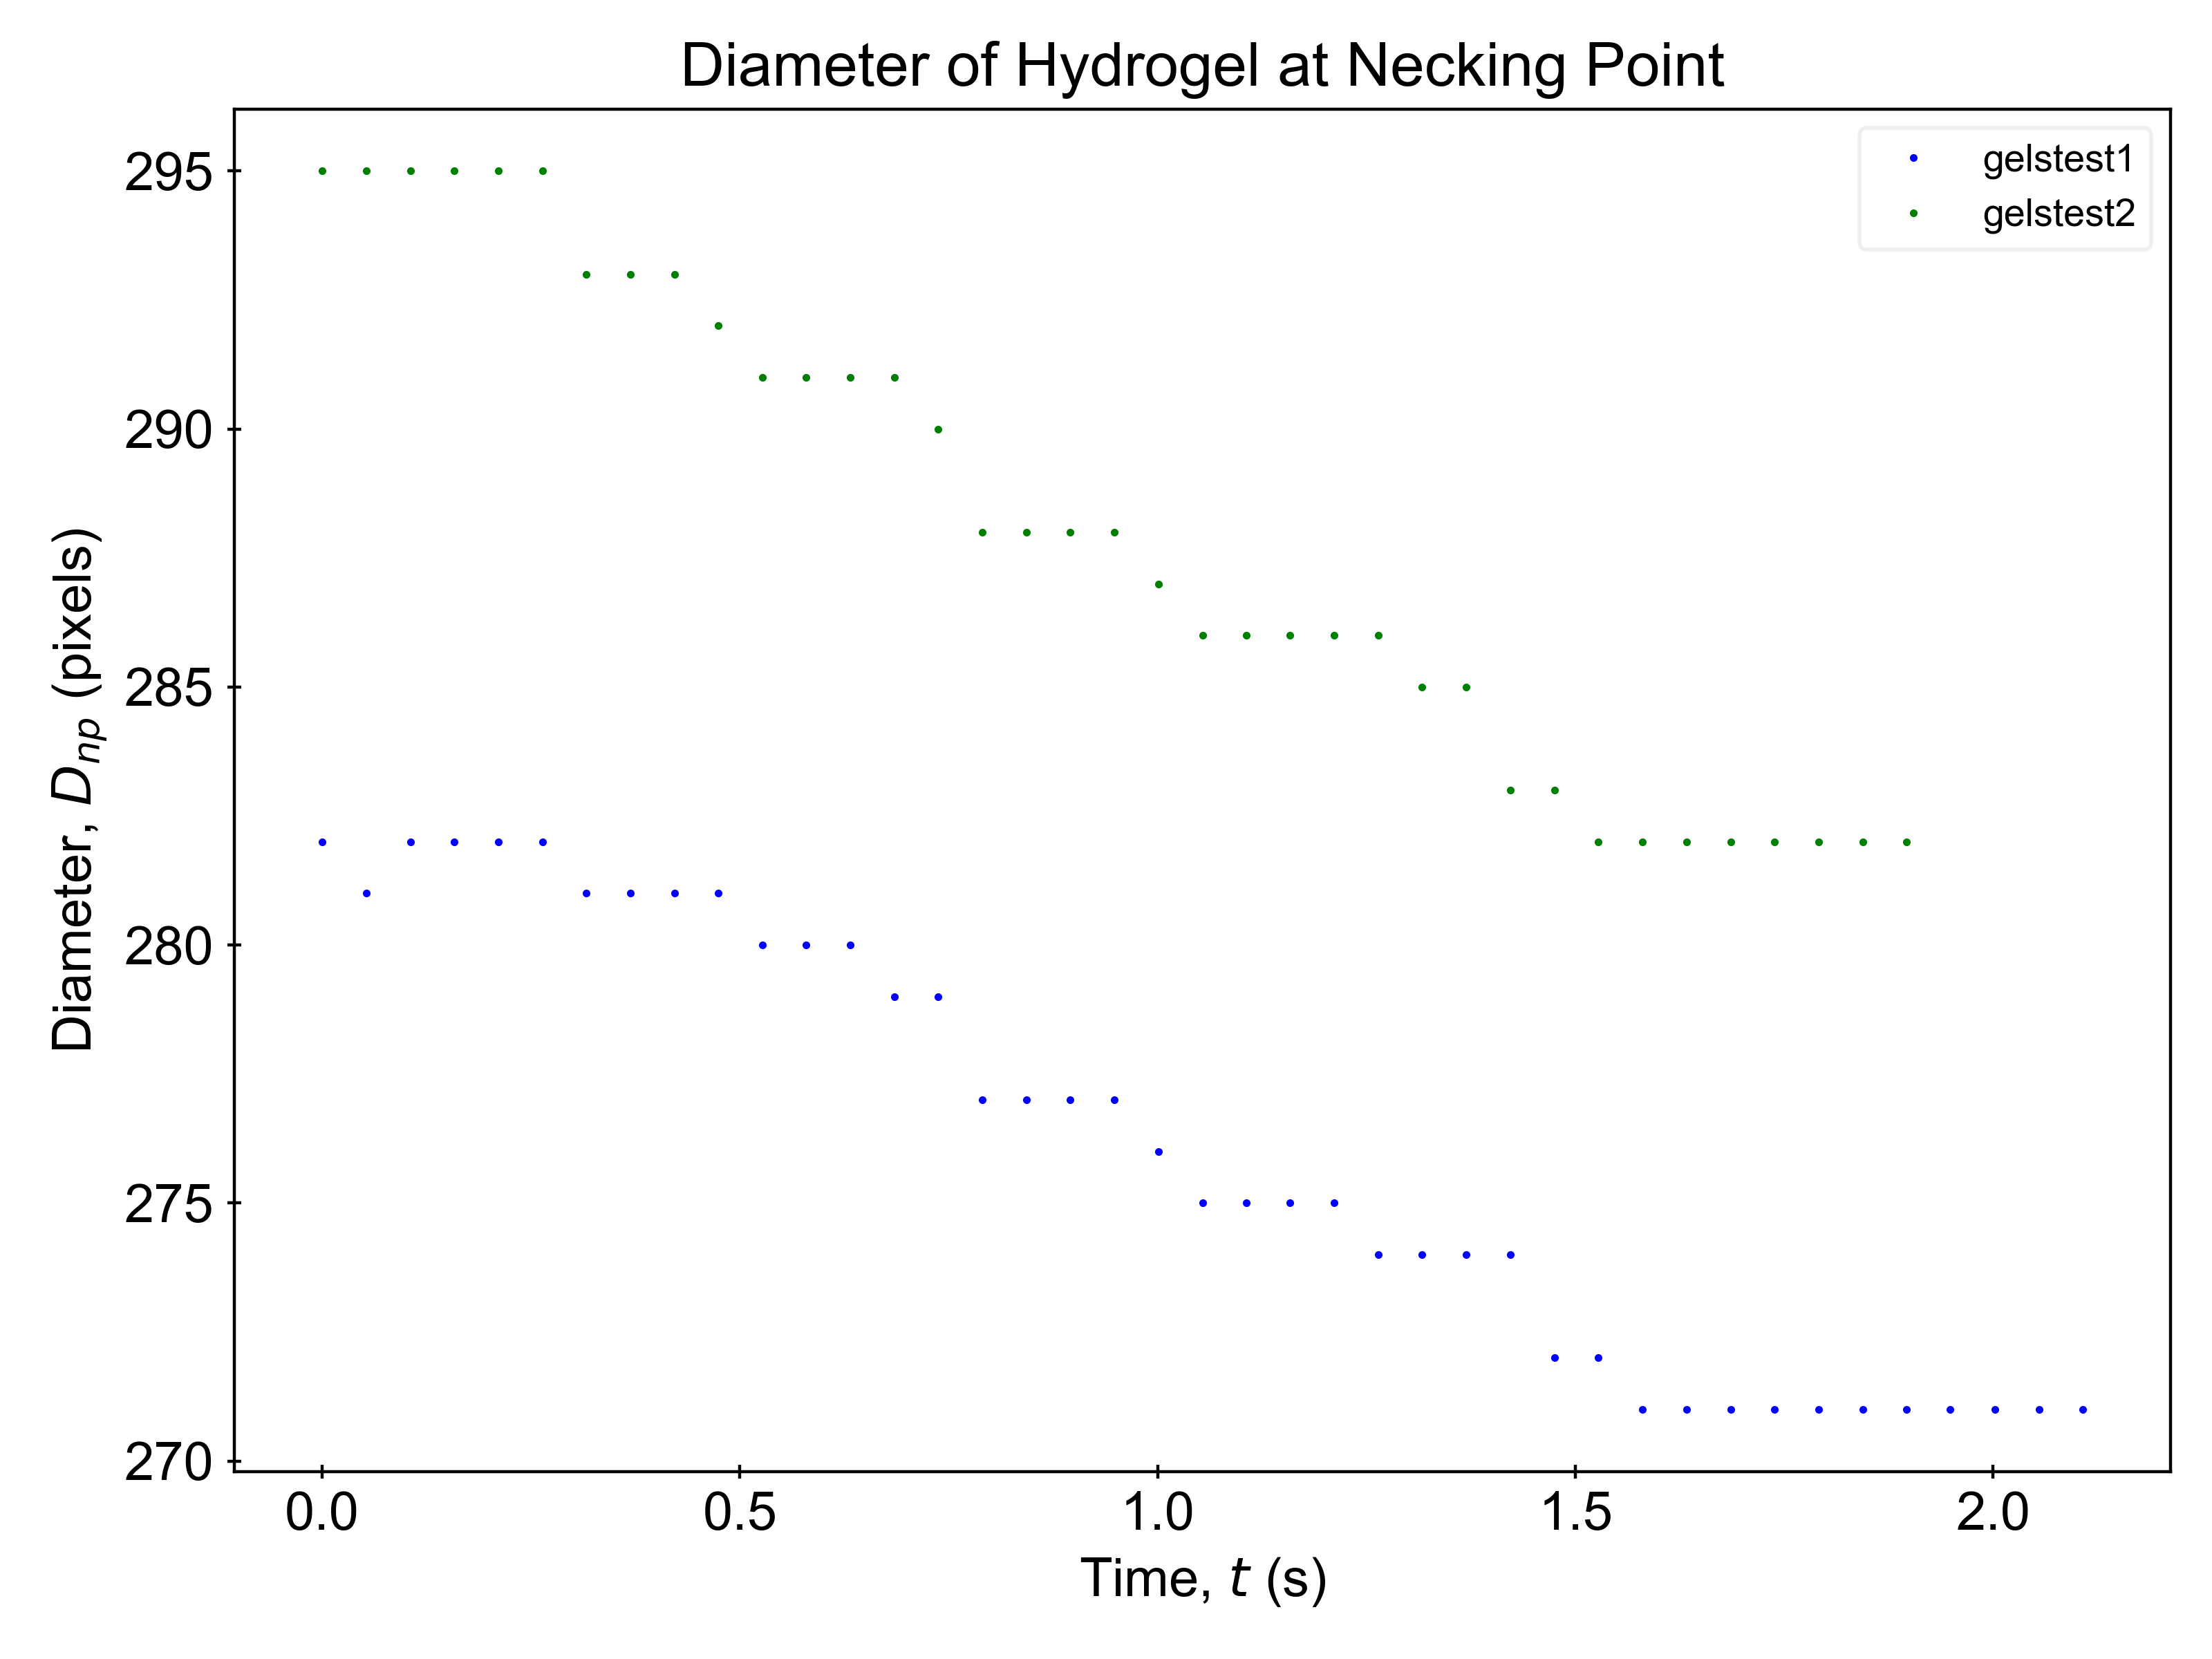 Diameter of Hydrogel at Necking Point
gelstest1
gelstest2
295
290
285
280
275
270
Diameter, D_np (pixels)
0.0 0.5 1.0 1.5 2.0
Time, t (s)